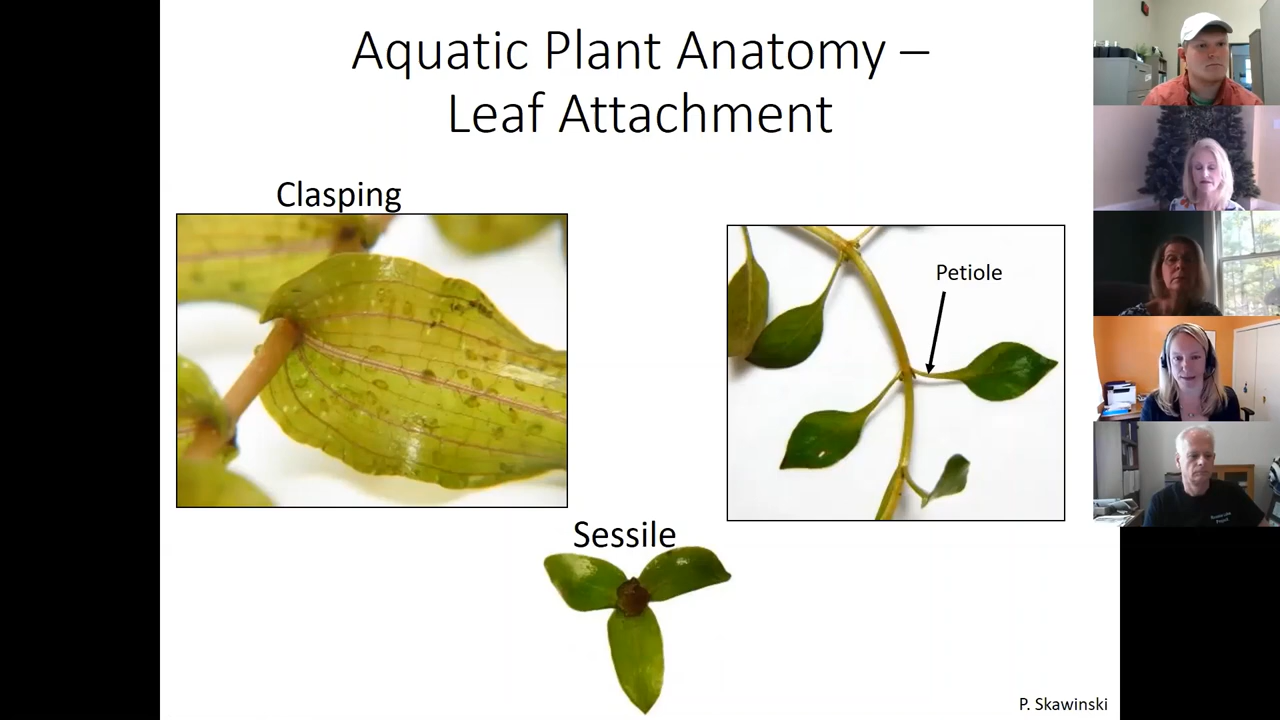 Aquatic Plant Anatomy –
Leaf Attachment
Clasping
Petiole
Sessile
P. Skawinski